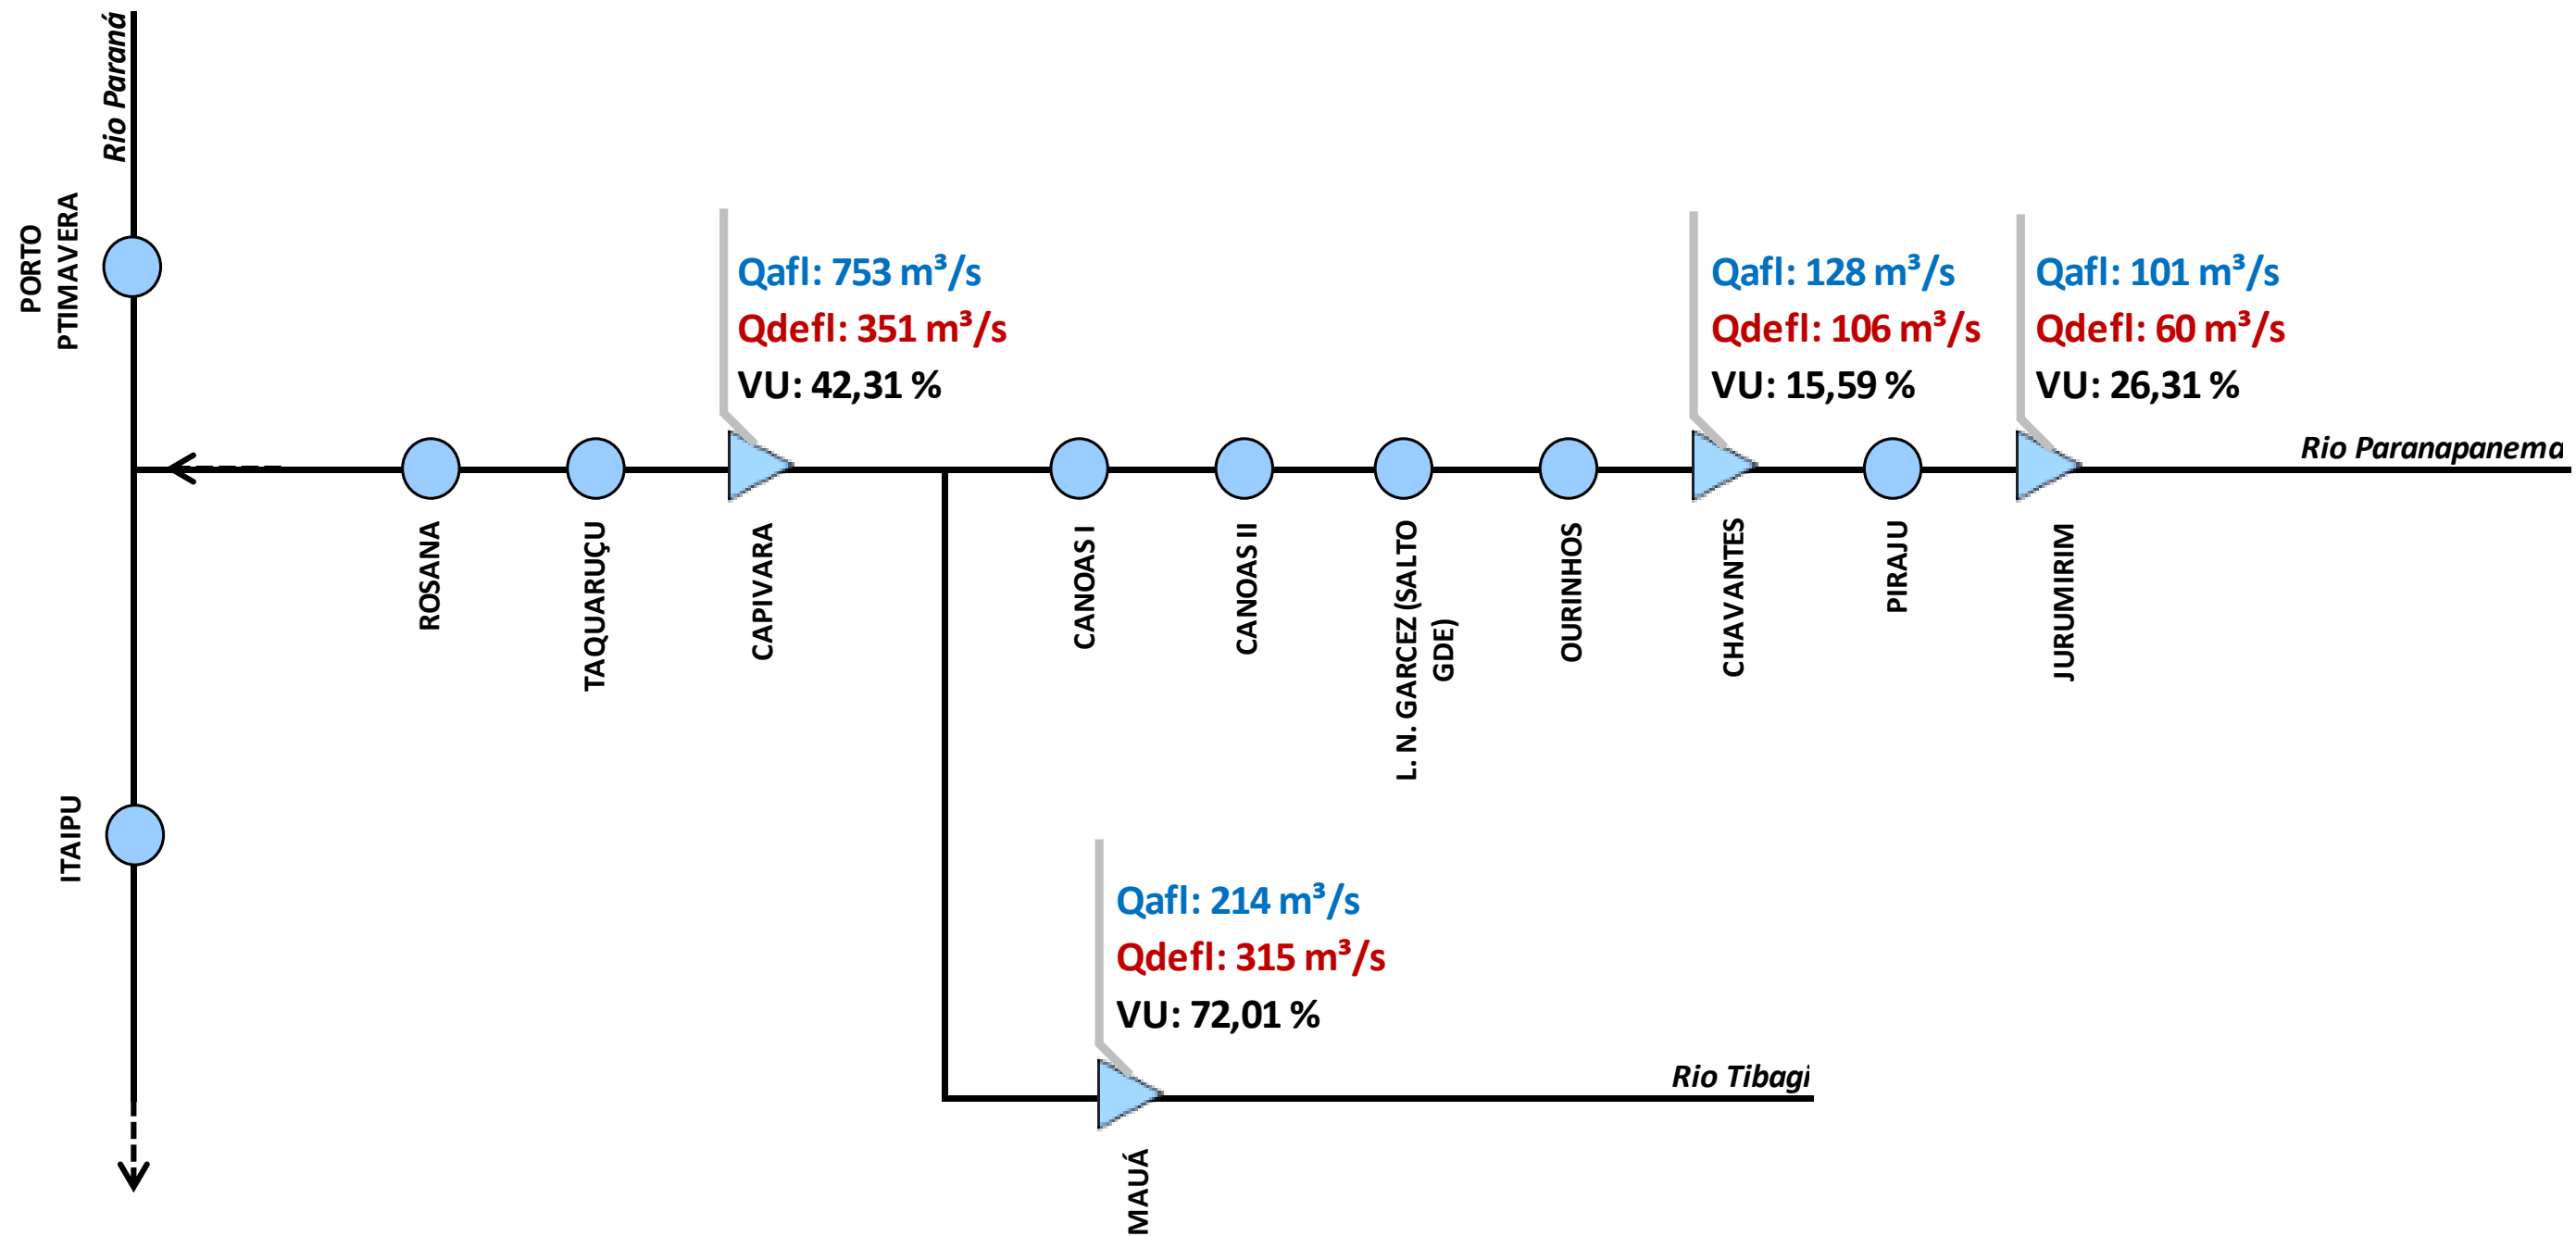 Rio Paraná
PORTO
PTIMAVERA
Qafl: 753 m³/s
Qdefl: 351 m³/s
VU: 42,31 %
Qafl: 128 m³/s
Qdefl: 106 m³/s
VU: 15,59 %
Qafl: 101 m³/s
Qdefl: 60 m³/s
VU: 26,31 %
Rio Paranapanema
ROSANA
TAQUARUÇU
CAPIVARA
CANOAS I
CANOAS II
L. N. GARCEZ (SALTO
GDE)
OURINHOS
CHAVANTES
PIRAJU
JURUMIRIM
ITAIPU
Qafl: 214 m³/s
Qdefl: 315 m³/s
VU: 72,01 %
Rio Tibagi
MAUÁ